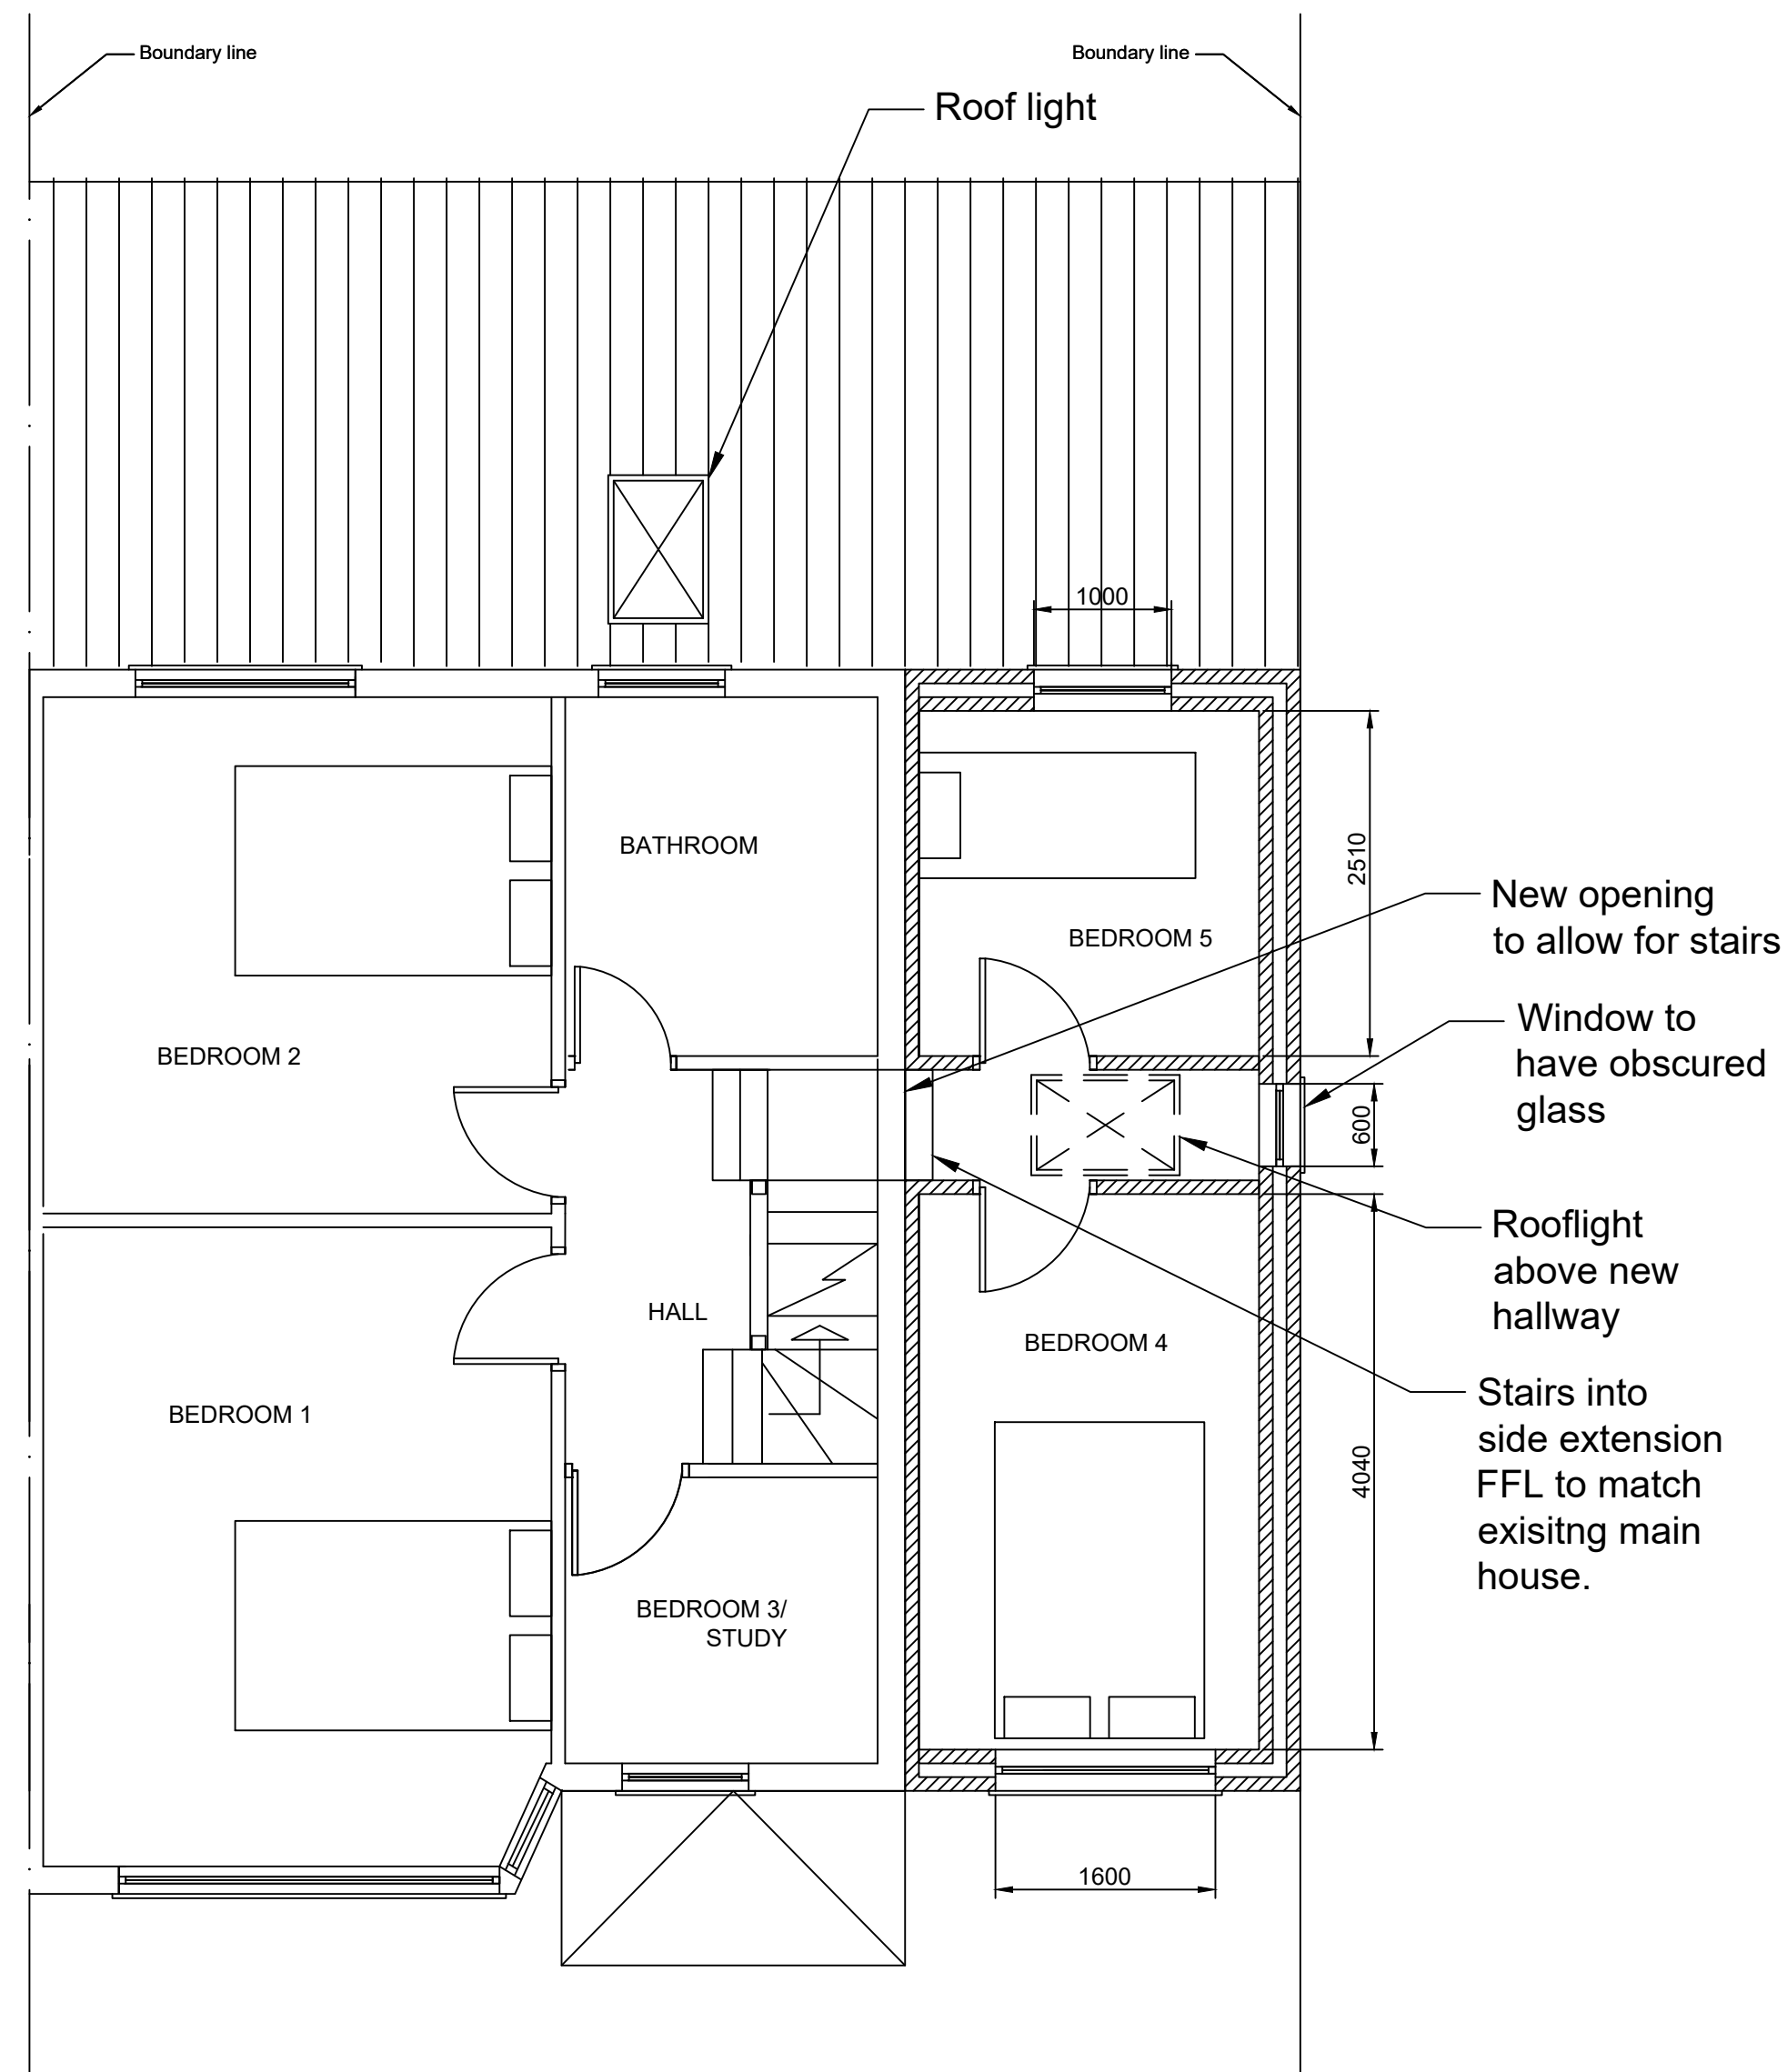 Boundary line
Boundary line
Roof light
1000
BATHROOM
2510
New opening
to allow for stairs
BEDROOM 5
Window to
have obscured
glass
BEDROOM 2
600
Rooflight
above new
hallway
HALL
BEDROOM 4
Stairs into
side extension
FFL to match
exisitng main
house.
BEDROOM 1
4040
BEDROOM 3/
STUDY
1600